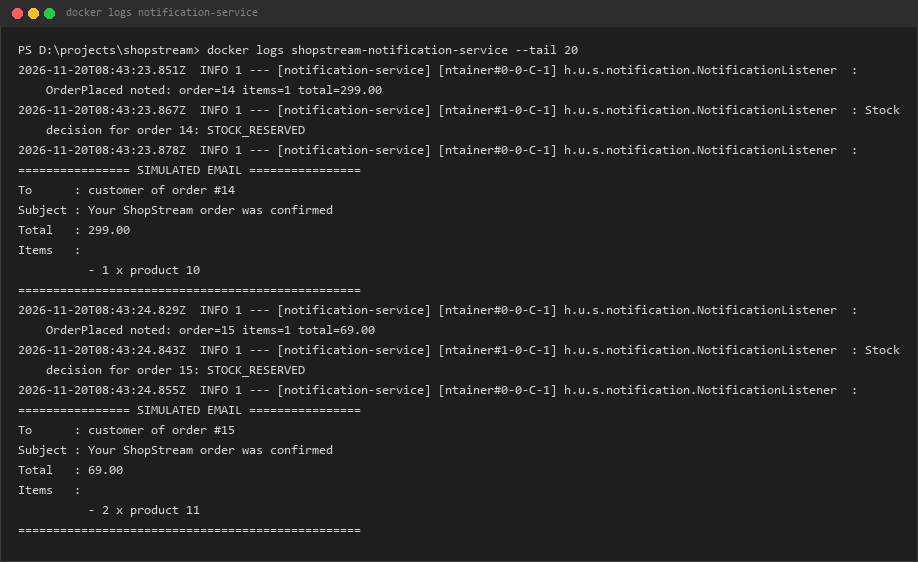 docker logs notification-service
PS D:\projects\shopstream> docker logs shopstream-notification-service --tail 20
2026-11-20T08:43:23.851Z  INFO 1 --- [notification-service] [ntainer#0-0-C-1] h.u.s.notification.NotificationListener  :
    OrderPlaced noted: order=14 items=1 total=299.00
2026-11-20T08:43:23.867Z  INFO 1 --- [notification-service] [ntainer#1-0-C-1] h.u.s.notification.NotificationListener  : Stock
    decision for order 14: STOCK_RESERVED
2026-11-20T08:43:23.878Z  INFO 1 --- [notification-service] [ntainer#0-0-C-1] h.u.s.notification.NotificationListener  :
================ SIMULATED EMAIL ================
To      : customer of order #14
Subject : Your ShopStream order was confirmed
Total   : 299.00
Items   :
          - 1 x product 10
=================================================
2026-11-20T08:43:24.829Z  INFO 1 --- [notification-service] [ntainer#0-0-C-1] h.u.s.notification.NotificationListener  :
    OrderPlaced noted: order=15 items=1 total=69.00
2026-11-20T08:43:24.843Z  INFO 1 --- [notification-service] [ntainer#1-0-C-1] h.u.s.notification.NotificationListener  : Stock
    decision for order 15: STOCK_RESERVED
2026-11-20T08:43:24.855Z  INFO 1 --- [notification-service] [ntainer#0-0-C-1] h.u.s.notification.NotificationListener  :
================ SIMULATED EMAIL ================
To      : customer of order #15
Subject : Your ShopStream order was confirmed
Total   : 69.00
Items   :
          - 2 x product 11
=================================================